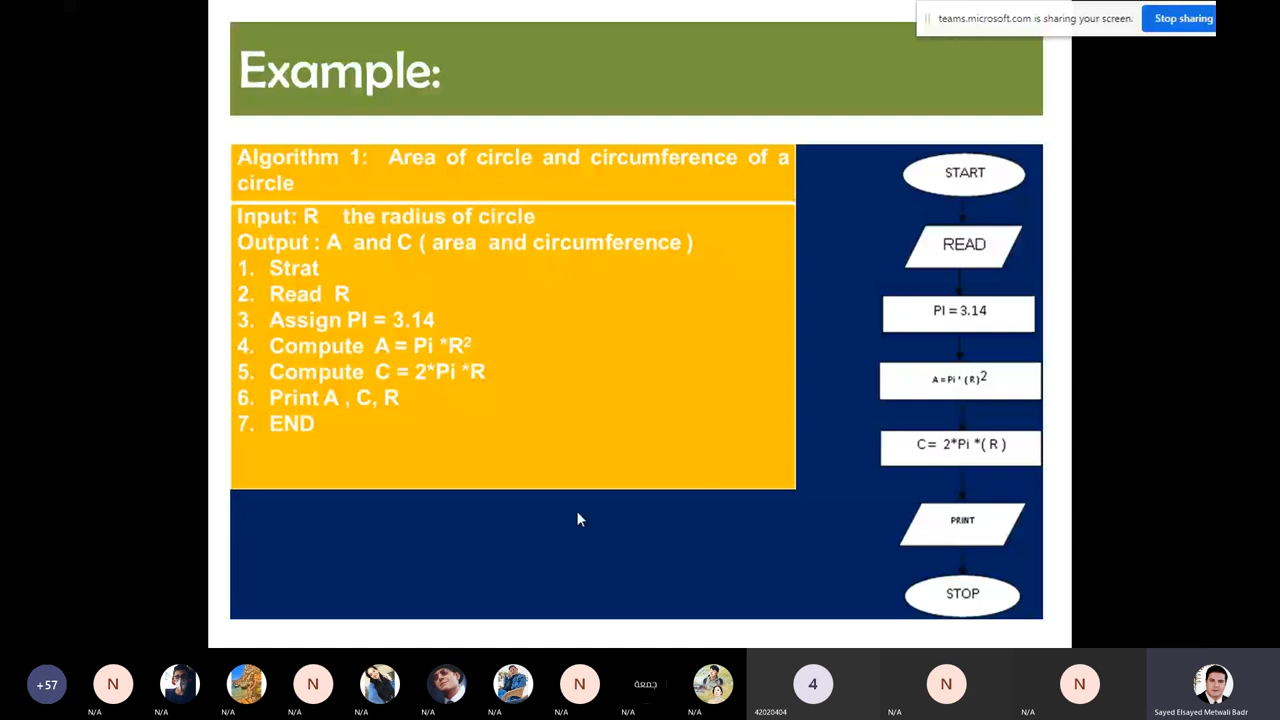 teams.microsoft.com is sharing your screen.
Stop sharing
Example:
Algorithm 1: Area of circle and circumference of a
circle
Input: R the radius of circle
Output : A and C ( area and circumference )
1. Strat
2. Read R
3. Assign PI = 3.14
4. Compute A = Pi *R²
5. Compute C = 2*Pi *R
6. Print A , C, R
7. END
START
READ
PI = 3.14
A = Pi * (R)2
C = 2*Pi *( R )
PRINT
STOP
+57
N
N
N
جمعة
4
N
N
N/A
N/A
N/A
N/A
N/A
N/A
N/A
N/A
N/A
N/A
42020404
N/A
N/A
Sayed Elsayed Metwali Badr